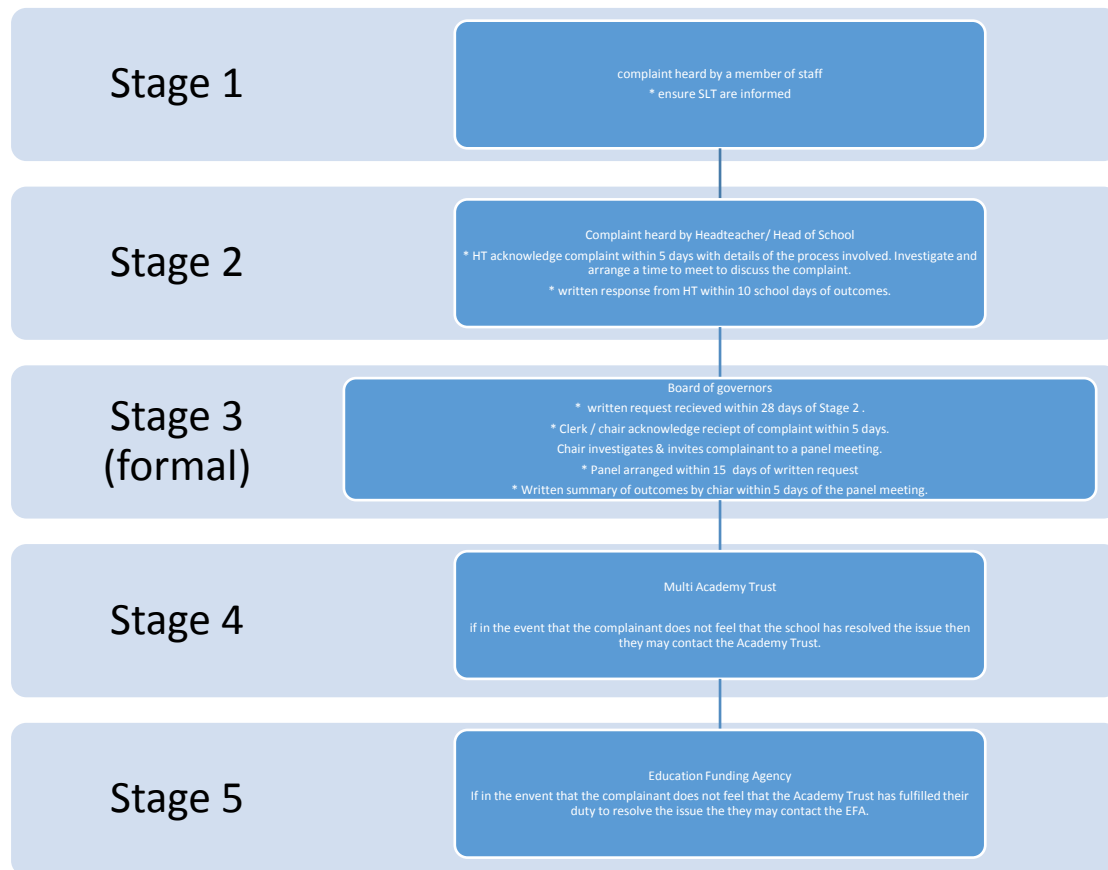 Stage 1
complaint heard by a member of staff
* ensure SLT are informed
Stage 2
Complaint heard by Headteacher/ Head of School
* HT acknowledge complaint within 5 days with details of the process involved. Investigate and
arrange a time to meet to discuss the complaint.
* written response from HT within 10 school days of outcomes.
Stage 3
(formal)
Board of governors
* written request recieved within 28 days of Stage 2 .
* Clerk / chair acknowledge reciept of complaint within 5 days.
Chair investigates & invites complainant to a panel meeting.
* Panel arranged within 15 days of written request
* Written summary of outcomes by chiar within 5 days of the panel meeting.
Stage 4
Multi Academy Trust
if in the event that the complainant does not feel that the school has resolved the issue then
they may contact the Academy Trust.
Stage 5
Education Funding Agency
If in the envent that the complainant does not feel that the Academy Trust has fulfilled their
duty to resolve the issue the they may contact the EFA.